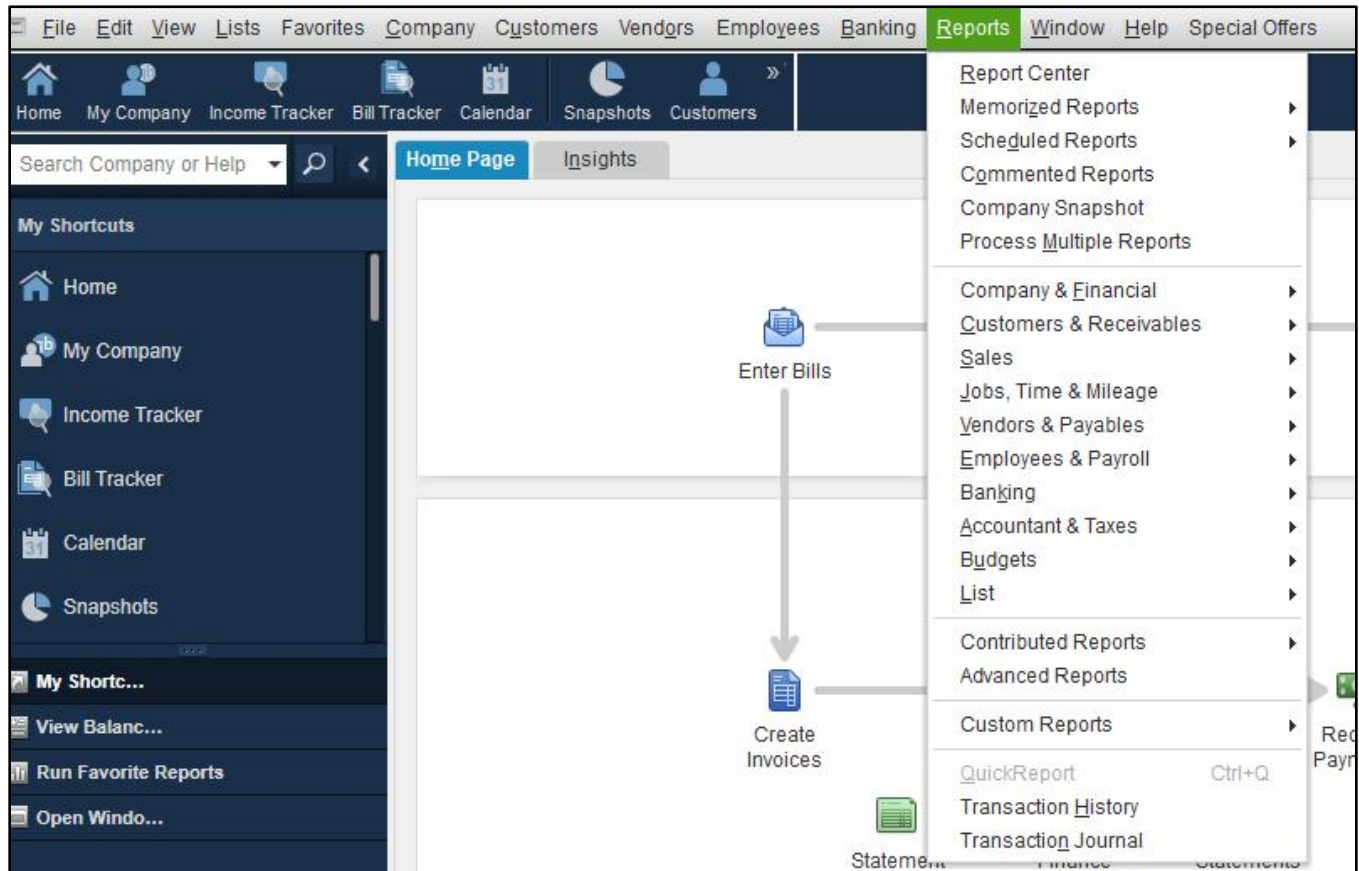 File Edit View Lists Favorites Company Customers Vendors Employees Banking Reports Window Help Special Offers
31
Home My Company Income Tracker Bill Tracker Calendar Snapshots Customers »
Search Company or Help
Home Page Insights
My Shortcuts
Home
My Company
Income Tracker
Bill Tracker
31
Calendar
Snapshots
My Shortc...
View Balanc...
Run Favorite Reports
Open Windo...
Enter Bills
Create
Invoices
Statement
Report Center
Memorized Reports
Scheduled Reports
Commented Reports
Company Snapshot
Process Multiple Reports
Company & Financial
Customers & Receivables
Sales
Jobs, Time & Mileage
Vendors & Payables
Employees & Payroll
Banking
Accountant & Taxes
Budgets
List
Contributed Reports
Advanced Reports
Custom Reports
QuickReport Ctrl+Q
Transaction History
Transaction Journal
Finance Statements